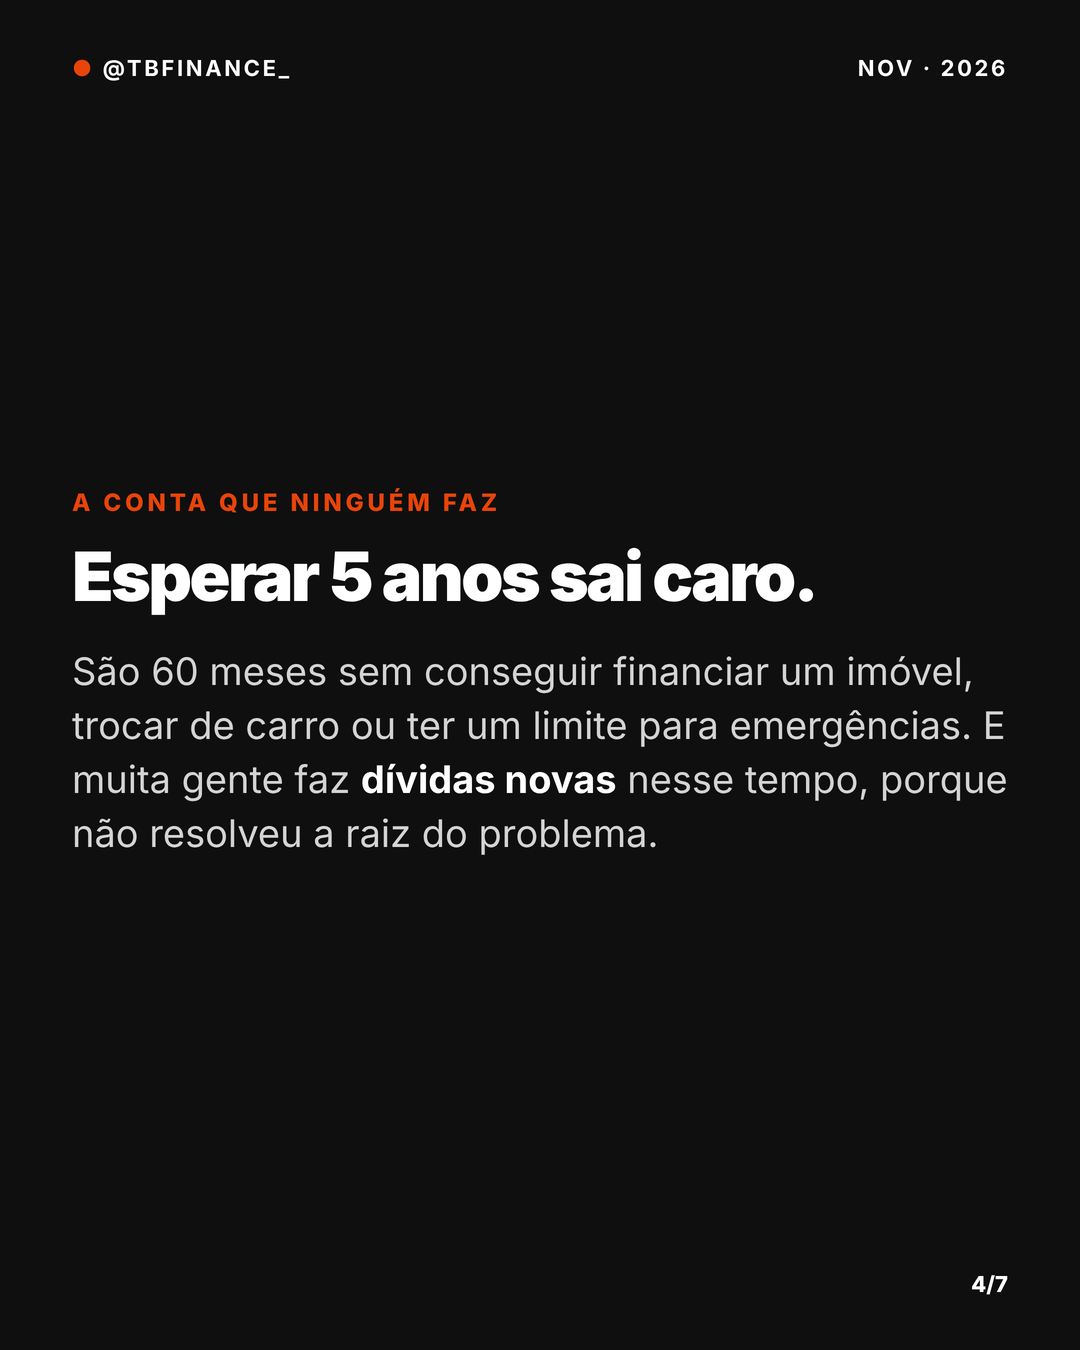 @TBFINANCE_
NOV · 2026
A CONTA QUE NINGUÉM FAZ
Esperar 5 anos sai caro.
São 60 meses sem conseguir financiar um imóvel,
trocar de carro ou ter um limite para emergências. E
muita gente faz dívidas novas nesse tempo, porque
não resolveu a raiz do problema.
4/7